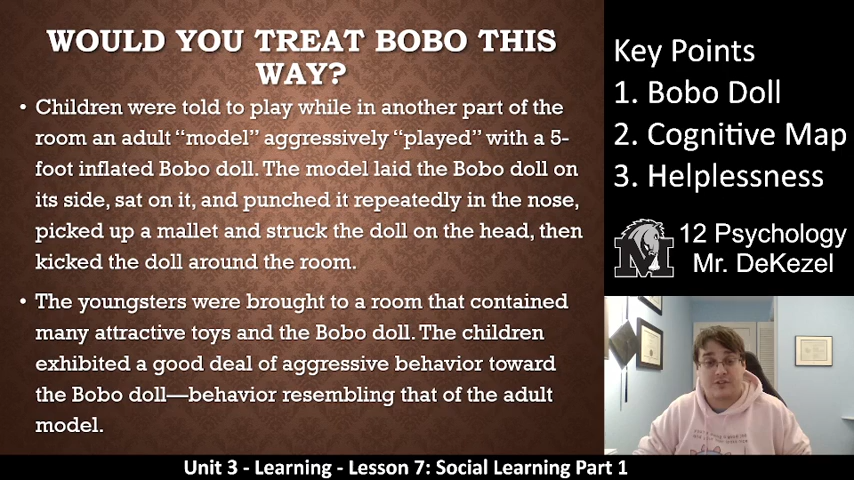 WOULD YOU TREAT BOBO THIS
WAY?
• Children were told to play while in another part of the
room an adult “model” aggressively “played” with a 5-
foot inflated Bobo doll. The model laid the Bobo doll on
its side, sat on it, and punched it repeatedly in the nose,
picked up a mallet and struck the doll on the head, then
kicked the doll around the room.
• The youngsters were brought to a room that contained
many attractive toys and the Bobo doll. The children
exhibited a good deal of aggressive behavior toward
the Bobo doll—behavior resembling that of the adult
model.
Key Points
1. Bobo Doll
2. Cognitive Map
3. Helplessness
M
12 Psychology
Mr. DeKezel
Unit 3 - Learning - Lesson 7: Social Learning Part 1